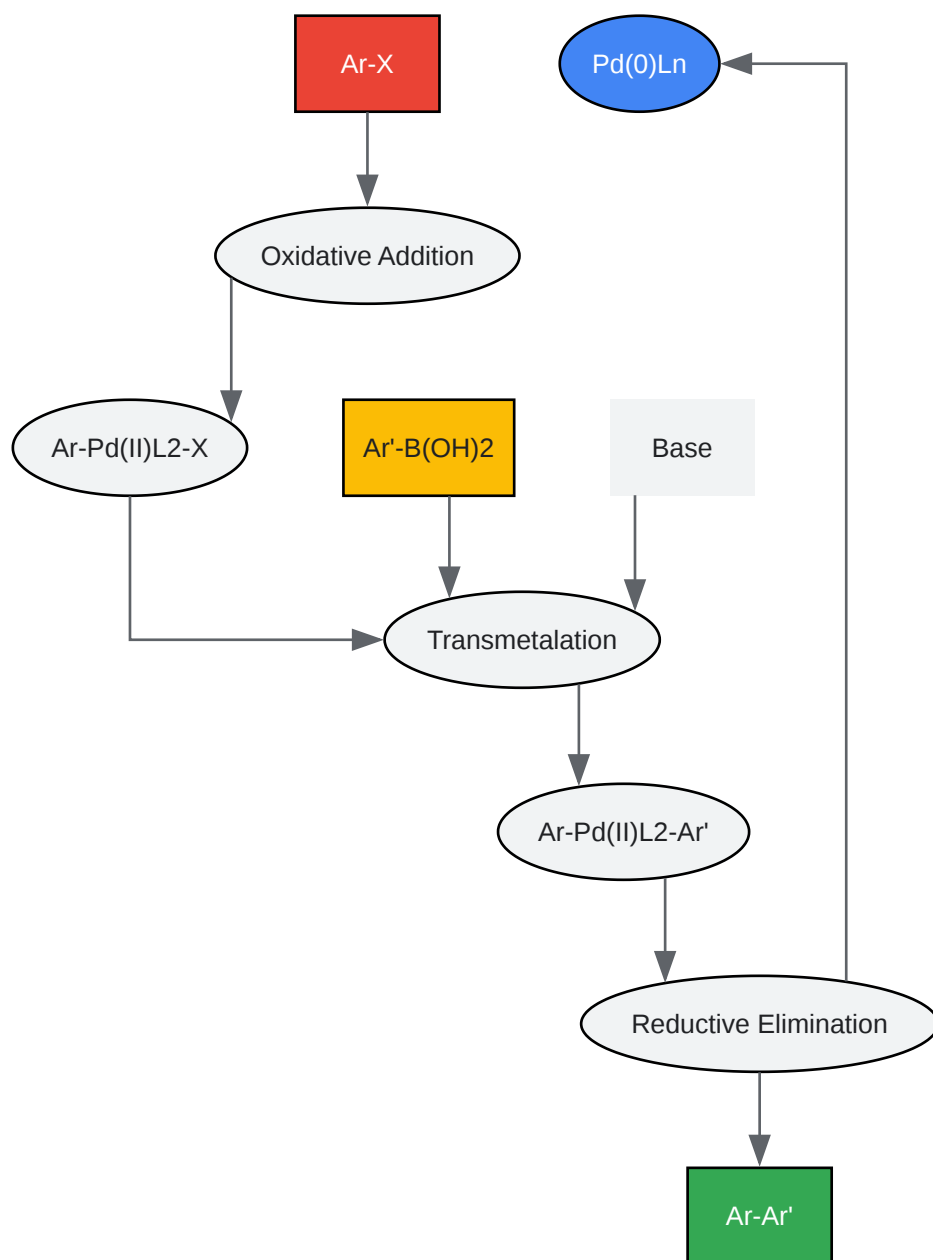 Ar-X
Pd(0)Ln
Oxidative Addition
Ar-Pd(II)L2-X
Ar'-B(OH)2
Base
Transmetalation
Ar-Pd(II)L2-Ar'
Reductive Elimination
Ar-Ar'